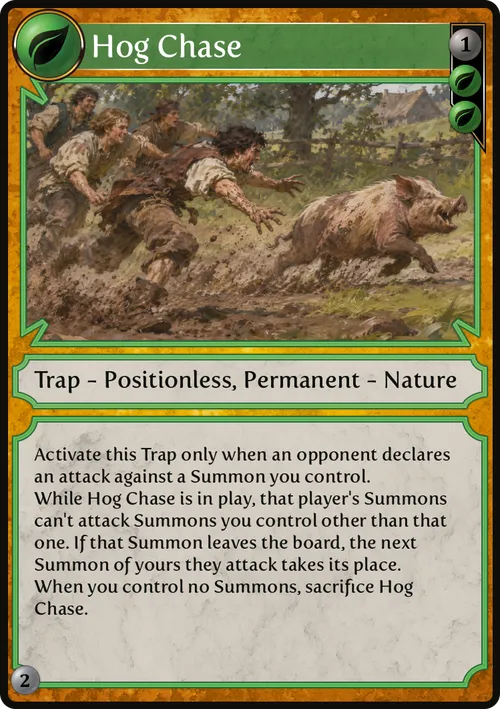 Hog Chase
1
Trap – Positionless, Permanent – Nature
Activate this Trap only when an opponent declares
an attack against a Summon you control.
While Hog Chase is in play, that player's Summons
can't attack Summons you control other than that
one. If that Summon leaves the board, the next
Summon of yours they attack takes its place.
When you control no Summons, sacrifice Hog
Chase.
2